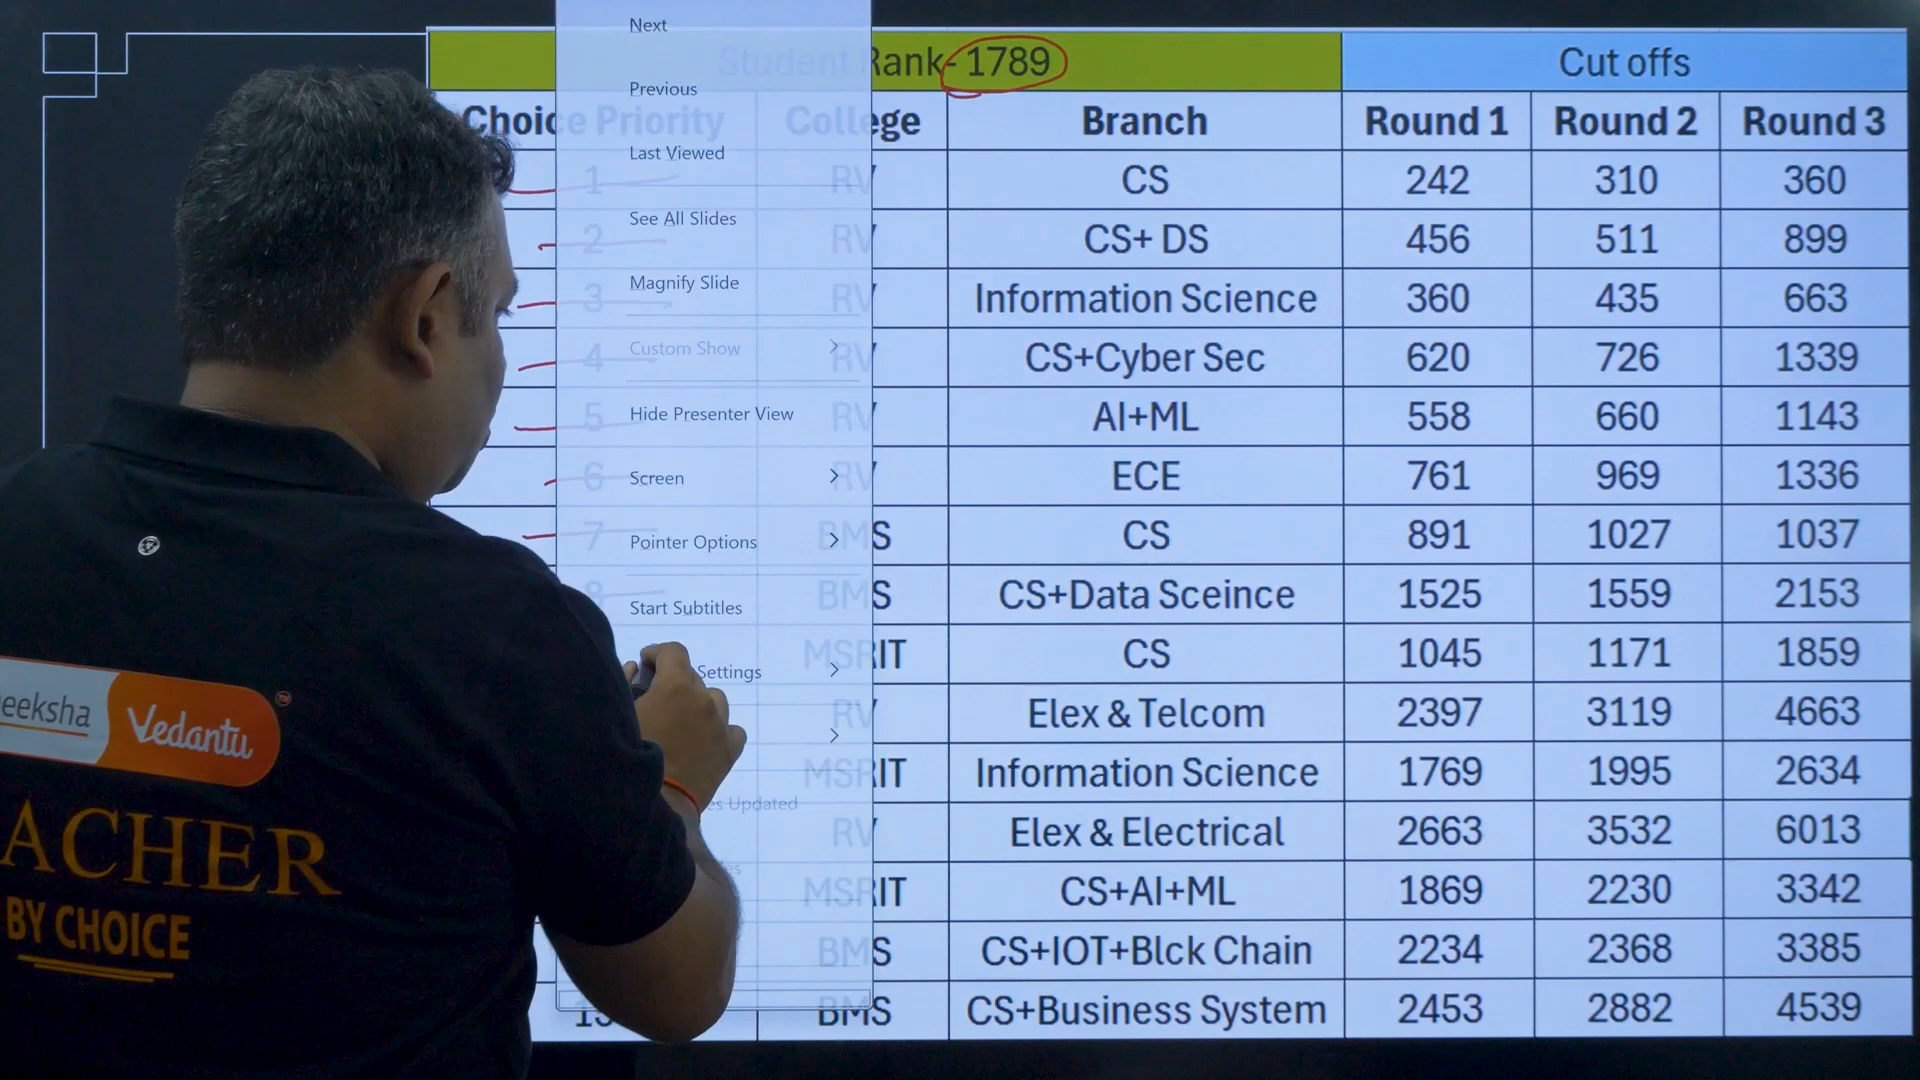 Student Rank- 1789 Cut offs
Choice Priority College Branch Round 1 Round 2 Round 3
1 RV CS 242 310 360
2 RV CS+ DS 456 511 899
3 RV Information Science 360 435 663
4 RV CS+Cyber Sec 620 726 1339
5 RV AI+ML 558 660 1143
6 RV ECE 761 969 1336
7 BMS CS 891 1027 1037
8 BMS CS+Data Sceince 1525 1559 2153
MSRIT CS 1045 1171 1859
RV Elex & Telcom 2397 3119 4663
MSRIT Information Science 1769 1995 2634
RV Elex & Electrical 2663 3532 6013
MSRIT CS+AI+ML 1869 2230 3342
BMS CS+IOT+Blck Chain 2234 2368 3385
BMS CS+Business System 2453 2882 4539
Next
Previous
Last Viewed
See All Slides
Magnify Slide
Custom Show
Hide Presenter View
Screen
Pointer Options
Start Subtitles
Settings
Updated
eeksha Vedantu TM
ACHER
BY CHOICE